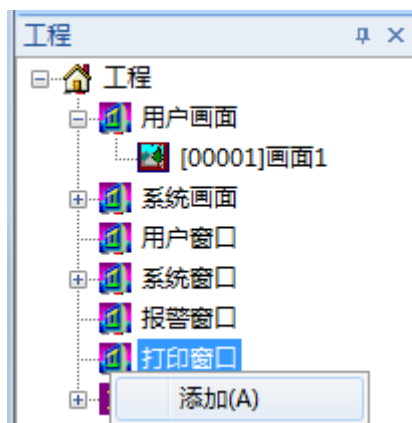 工程
工程
用户画面
[00001]画面1
系统画面
用户窗口
系统窗口
报警窗口
打印窗口
添加(A)